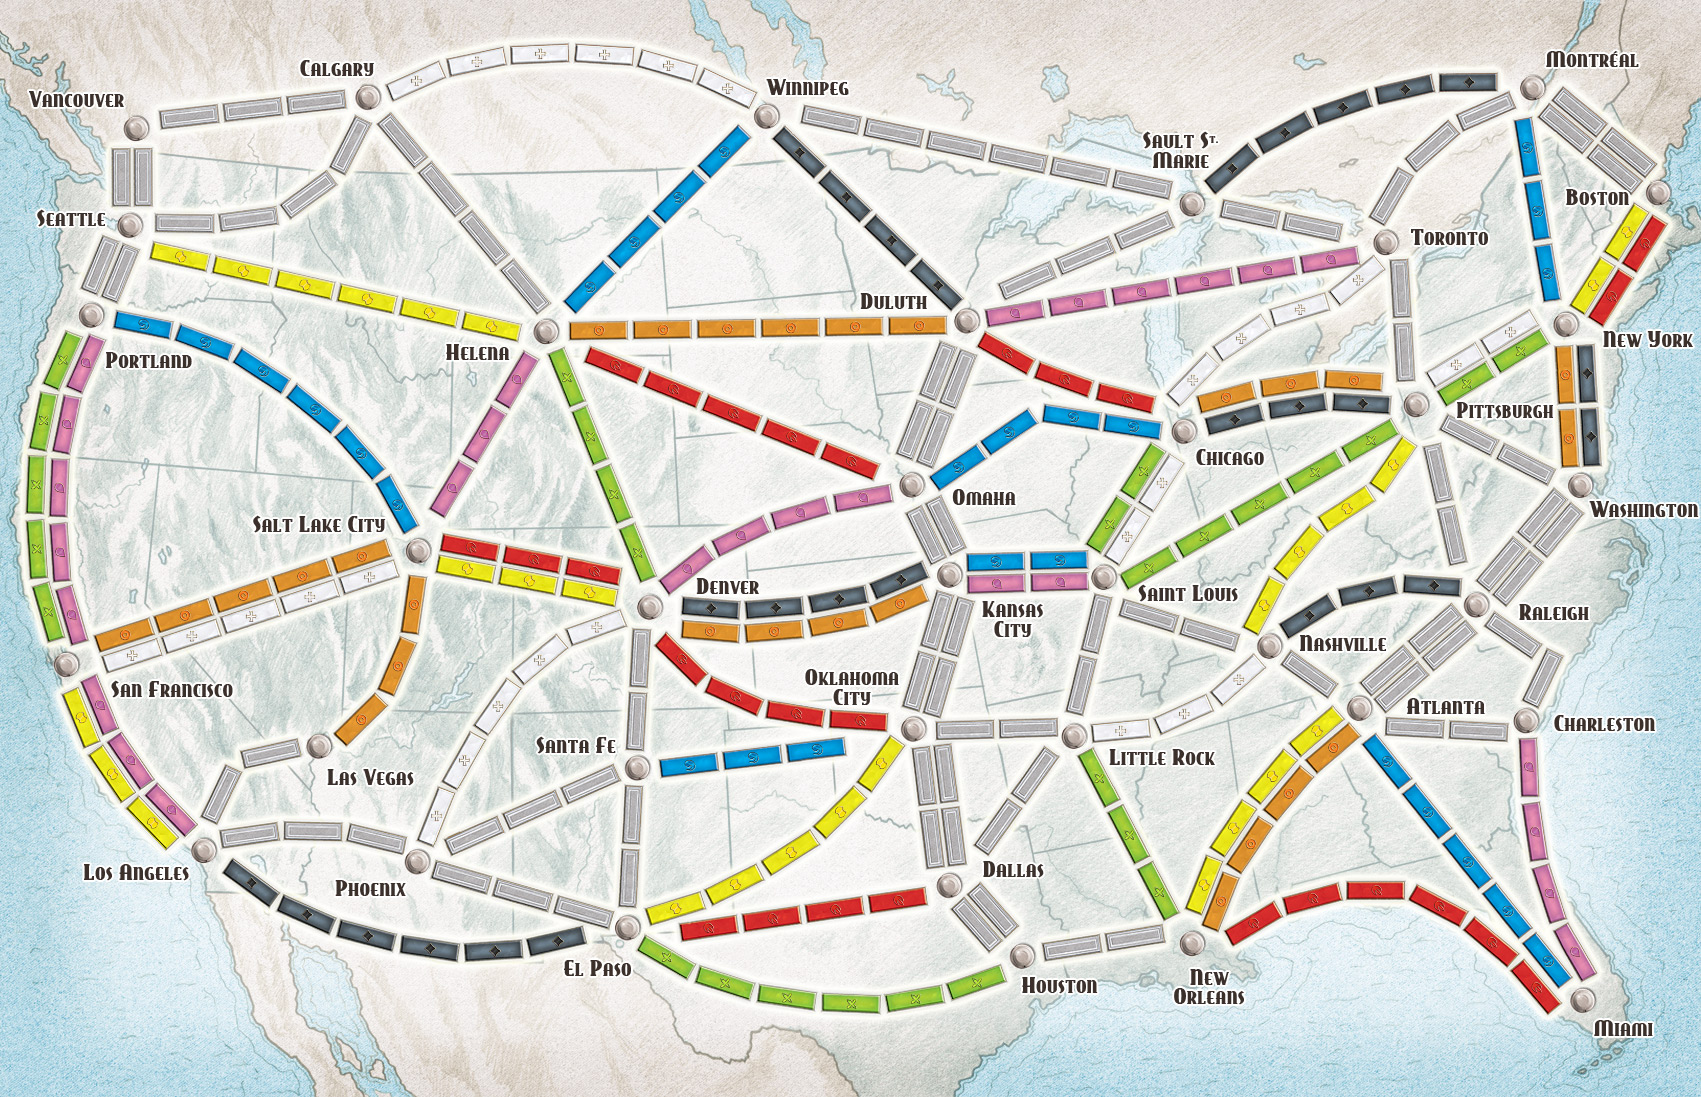 Calgary
Vancouver
Winnipeg
Montréal
Sault St.
Marie
Boston
Seattle
Toronto
Duluth
New York
Helena
Portland
Pittsburgh
Chicago
Omaha
Washington
Salt Lake City
Denver
Saint Louis
Kansas
City
Raleigh
Nashville
Oklahoma
City
San Francisco
Atlanta
Charleston
Santa Fe
Little Rock
Las Vegas
Dallas
Los Angeles
Phoenix
El Paso
Houston
New
Orleans
Miami